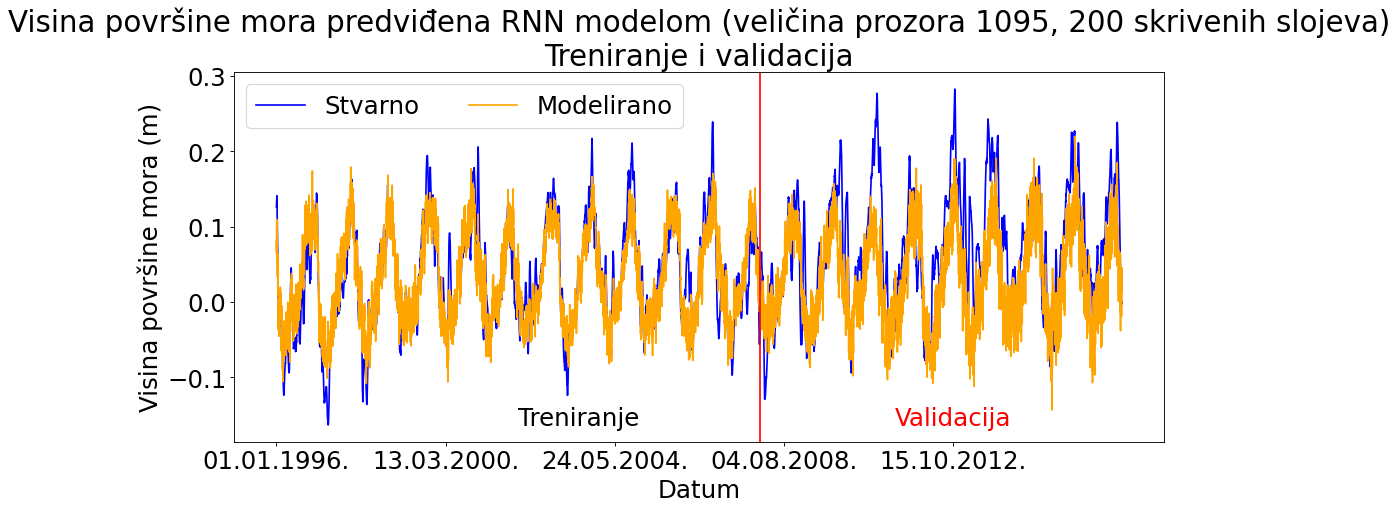 Visina površine mora predviđena RNN modelom (veličina prozora 1095, 200 skrivenih slojeva)
Treniranje i validacija
Stvarno
Modelirano
Visina površine mora (m)
0.3
0.2
0.1
0.0
−0.1
Treniranje
Validacija
01.01.1996.
13.03.2000.
24.05.2004.
04.08.2008.
15.10.2012.
Datum